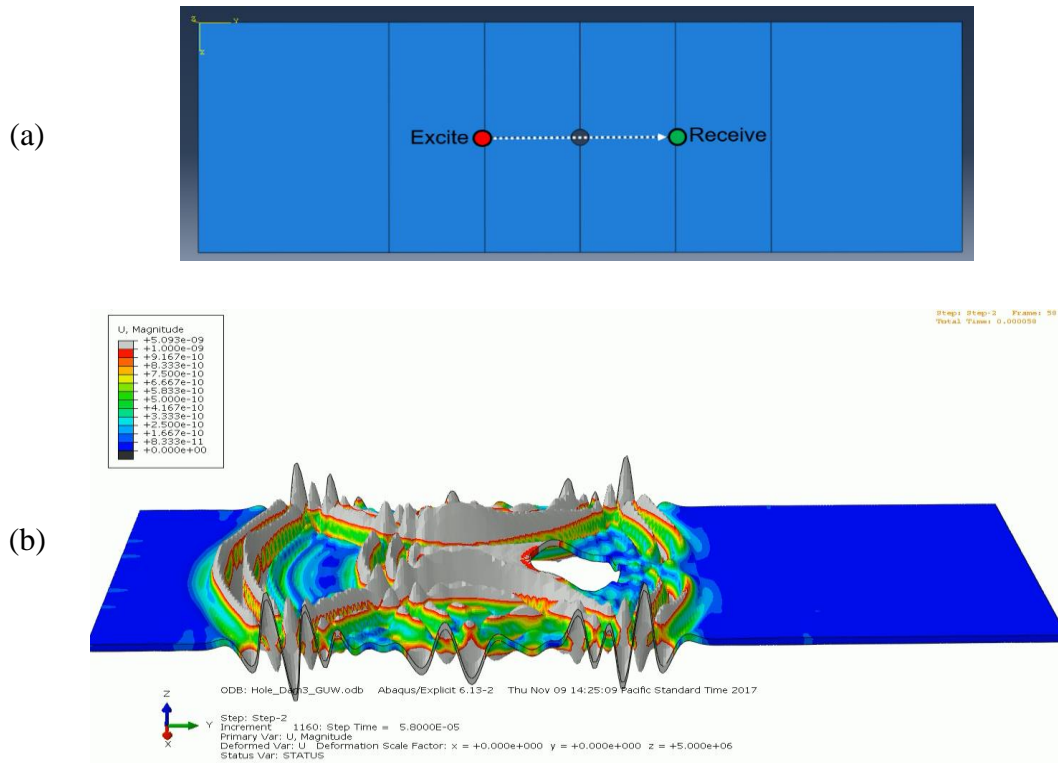 z
Y
x
(a)
Excite
Receive
U, Magnitude
+5.093e-09
+1.000e-09
+9.167e-10
+8.333e-10
+7.500e-10
+6.667e-10
+5.833e-10
+5.000e-10
+4.167e-10
+3.333e-10
+2.500e-10
+1.667e-10
+8.333e-11
+0.000e+00
Step: Step-2 Frame: 58
Total Time: 0.000058
(b)
ODB: Hole_Dam3_GUW.odb Abaqus/Explicit 6.13-2 Thu Nov 09 14:25:09 Pacific Standard Time 2017
Z
Y
X
Step: Step-2
Increment 1160: Step Time = 5.8000E-05
Primary Var: U, Magnitude
Deformed Var: U Deformation Scale Factor: x = +0.000e+000 y = +0.000e+000 z = +5.000e+06
Status Var: STATUS